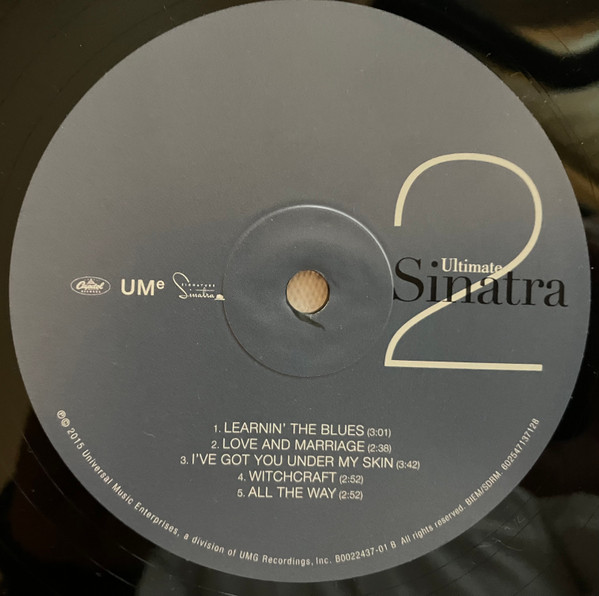 2
Ultimate
Sinatra
Capitol
RECORDS
UMe
SIGNATURE
Sinatra
1. LEARNIN' THE BLUES (3:01)
2. LOVE AND MARRIAGE (2:38)
3. I'VE GOT YOU UNDER MY SKIN (3:42)
4. WITCHCRAFT (2:52)
5. ALL THE WAY (2:52)
℗© 2015 Universal Music Enterprises, a division of UMG Recordings, Inc. B0022437-01 B All rights reserved. BIEM/SDRM. 602547137128